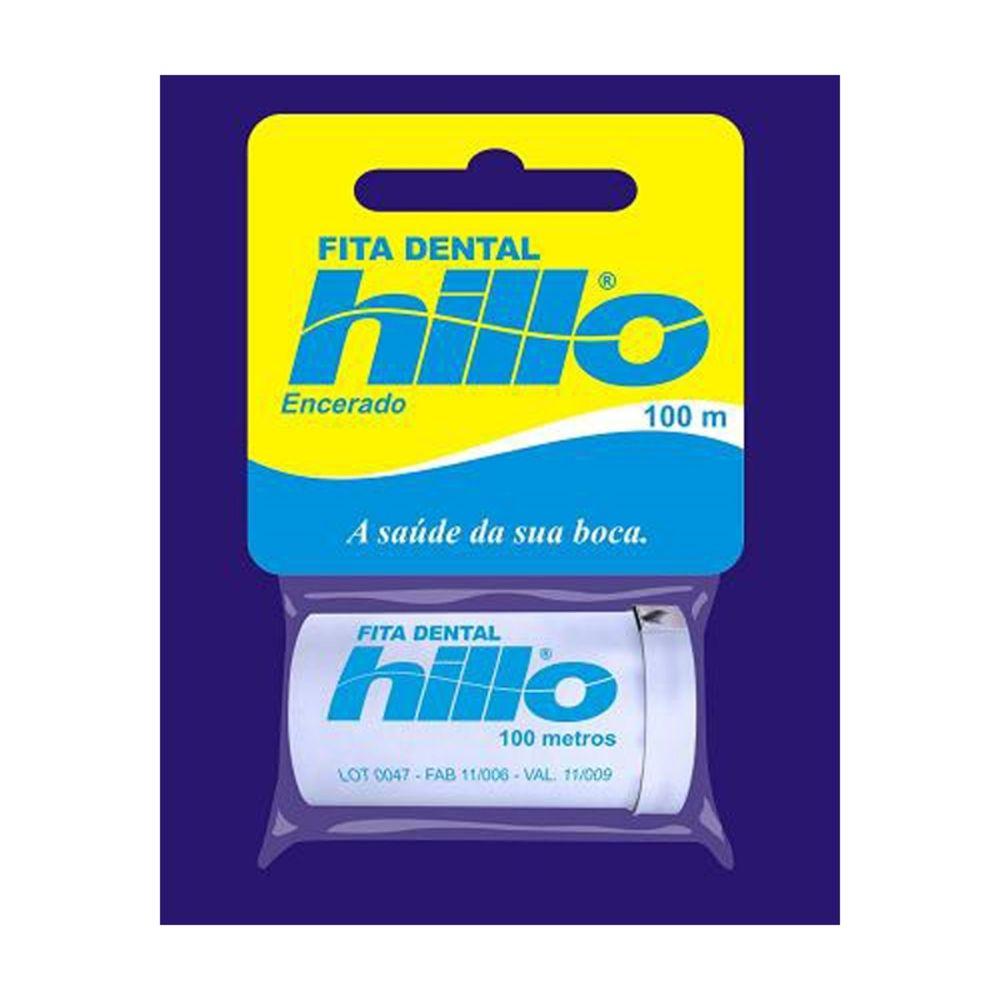 FITA DENTAL
hillo®
Encerado
100 m
A saúde da sua boca.
FITA DENTAL
hillo®
100 metros
LOT 0047 - FAB 11/006 - VAL. 11/009